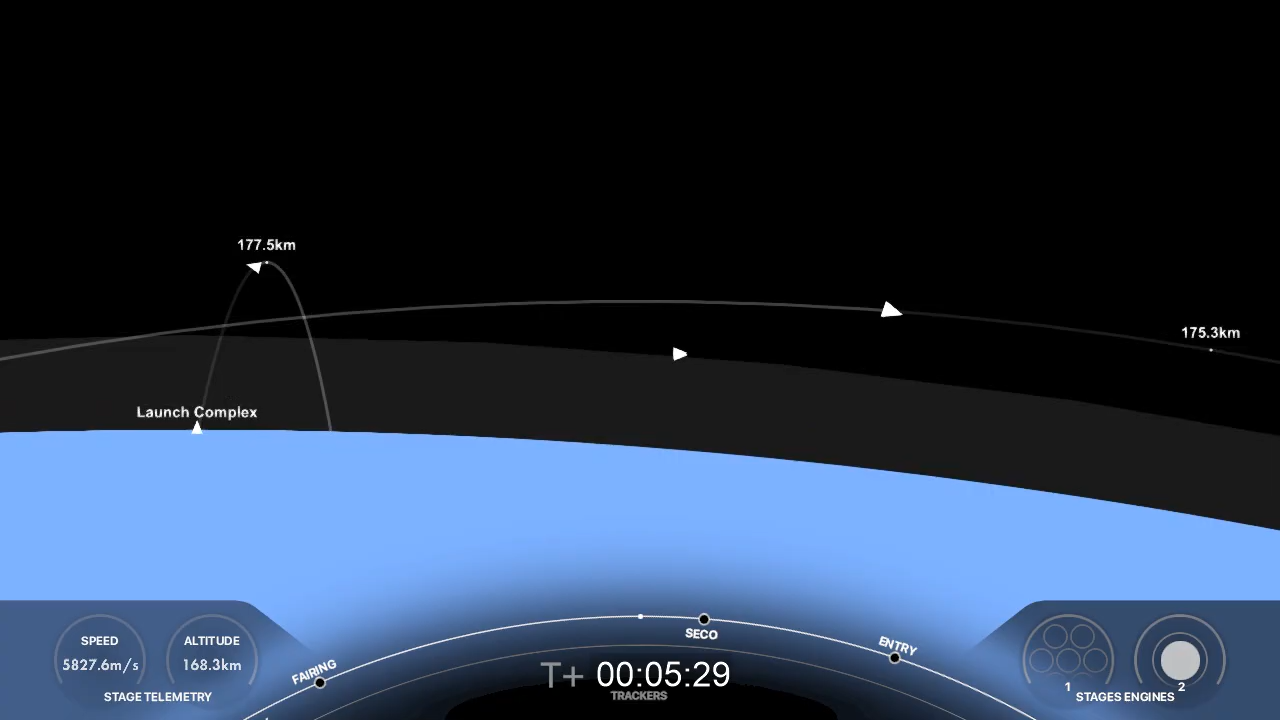 177.5km
175.3km
Launch Complex
SPEED
5827.6m/s
ALTITUDE
168.3km
STAGE TELEMETRY
FAIRING
SECO
ENTRY
T+ 00:05:29
TRACKERS
1
2
STAGES ENGINES